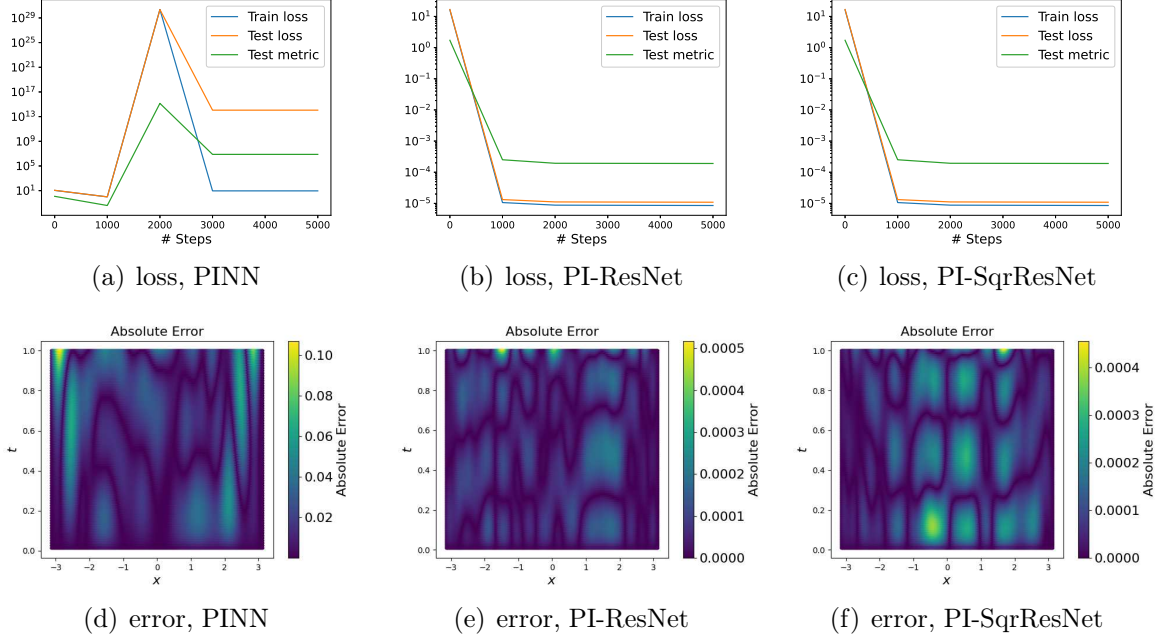 10^29
10^25
10^21
10^17
10^13
10^9
10^5
10^1
Train loss
Test loss
Test metric
0 1000 2000 3000 4000 5000
# Steps
10^1
10^0
10^-1
10^-2
10^-3
10^-4
10^-5
Train loss
Test loss
Test metric
0 1000 2000 3000 4000 5000
# Steps
10^1
10^0
10^-1
10^-2
10^-3
10^-4
10^-5
Train loss
Test loss
Test metric
0 1000 2000 3000 4000 5000
# Steps
(a) loss, PINN
(b) loss, PI-ResNet
(c) loss, PI-SqrResNet
Absolute Error
1.0
0.8
0.6
0.4
0.2
0.0
t
−3 −2 −1 0 1 2 3
x
0.10
0.08
0.06
0.04
0.02
Absolute Error
Absolute Error
1.0
0.8
0.6
0.4
0.2
0.0
t
−3 −2 −1 0 1 2 3
x
0.0005
0.0004
0.0003
0.0002
0.0001
0.0000
Absolute Error
Absolute Error
1.0
0.8
0.6
0.4
0.2
0.0
t
−3 −2 −1 0 1 2 3
x
0.0004
0.0003
0.0002
0.0001
0.0000
Absolute Error
(d) error, PINN
(e) error, PI-ResNet
(f) error, PI-SqrResNet